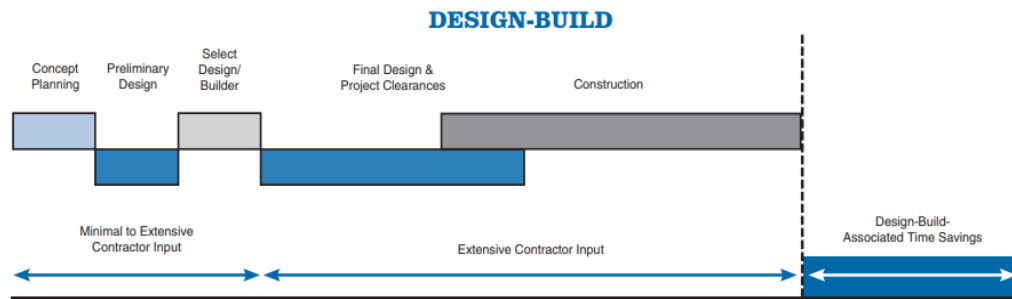 DESIGN-BUILD
Concept
Planning
Preliminary
Design
Select
Design/
Builder
Final Design &
Project Clearances
Construction
Minimal to Extensive
Contractor Input
Extensive Contractor Input
Design-Build-
Associated Time Savings